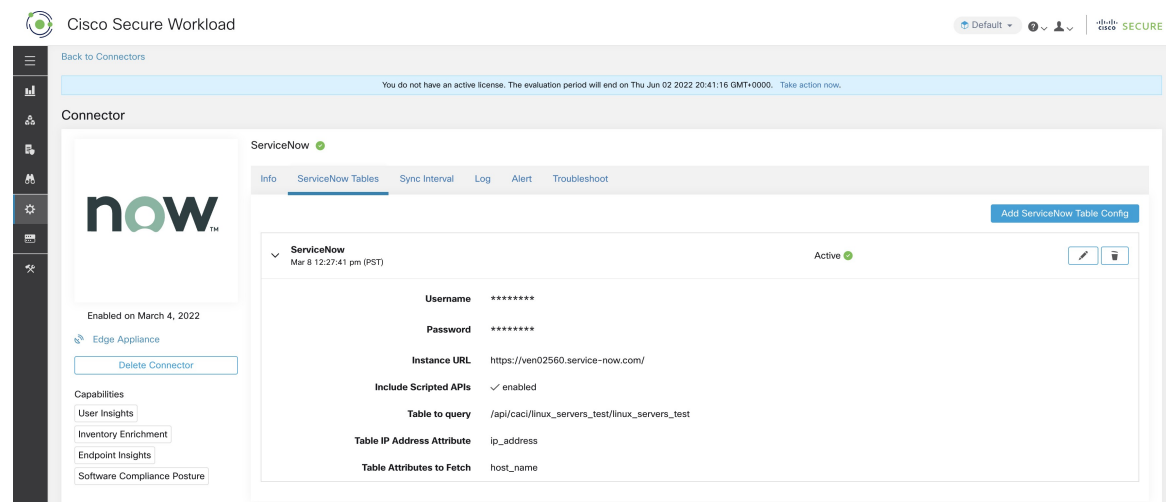 Cisco Secure Workload
Default
CISCO SECURE
Back to Connectors
You do not have an active license. The evaluation period will end on Thu Jun 02 2022 20:41:16 GMT+0000. Take action now.
Connector
now™
Enabled on March 4, 2022
Edge Appliance
Delete Connector
Capabilities
User Insights
Inventory Enrichment
Endpoint Insights
Software Compliance Posture
ServiceNow
Info ServiceNow Tables Sync Interval Log Alert Troubleshoot
Add ServiceNow Table Config
ServiceNow Active
Mar 8 12:27:41 pm (PST)
Username ********
Password ********
Instance URL https://ven02560.service-now.com/
Include Scripted APIs ✓ enabled
Table to query /api/caci/linux_servers_test/linux_servers_test
Table IP Address Attribute ip_address
Table Attributes to Fetch host_name